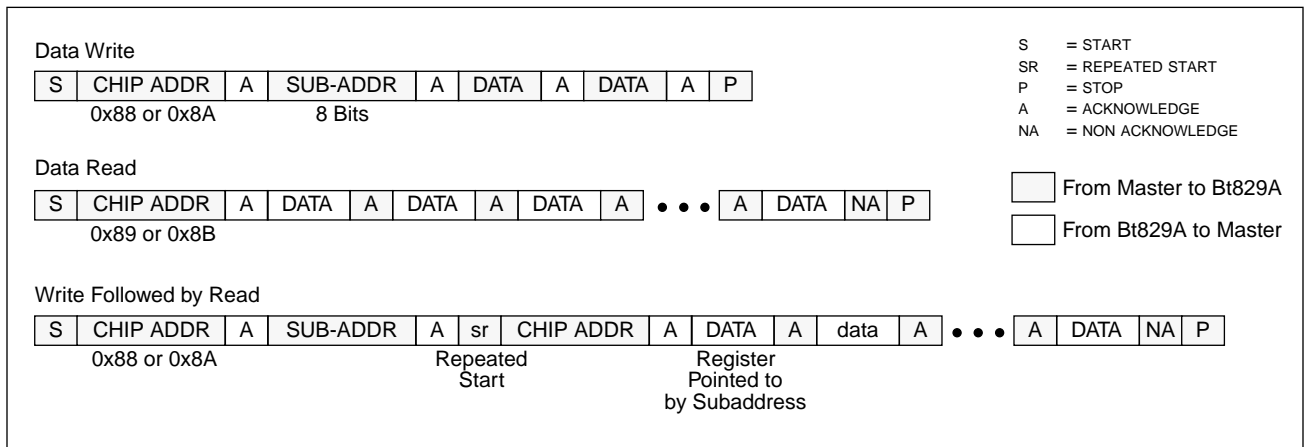 Data Write
S CHIP ADDR A SUB-ADDR A DATA A DATA A P
0x88 or 0x8A 8 Bits
S = START
SR = REPEATED START
P = STOP
A = ACKNOWLEDGE
NA = NON ACKNOWLEDGE
Data Read
S CHIP ADDR A DATA A DATA A DATA A • • • A DATA NA P
0x89 or 0x8B
From Master to Bt829A
From Bt829A to Master
Write Followed by Read
S CHIP ADDR A SUB-ADDR A sr CHIP ADDR A DATA A data A • • • A DATA NA P
0x88 or 0x8A
Repeated
Start
Register
Pointed to
by Subaddress